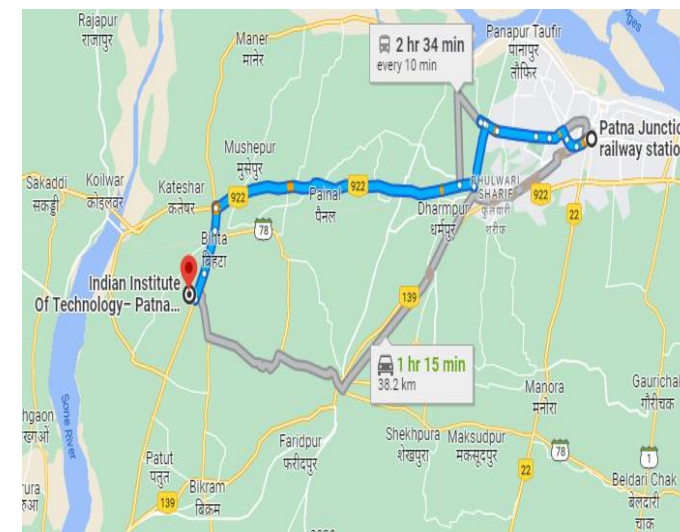 Rajapur
राजापुर
Maner
मानेर
2 hr 34 min
every 10 min
Panapur Taufir
पानापुर
तौफिर
Patna Junction
railway statio
Mushepur
मुसेपुर
Sakaddi
सकड्डी
Koilwar
कोइलवर
Kateshar
कतेषर
922
Painal
पैनल
922
PHULWARI
SHARIF
फुलवारी
शरीफ
922
Dharmpur
धर्मपुर
22
Bihta
बिहटा
78
Indian Institute
Of Technology– Patna...
139
1 hr 15 min
38.2 km
Manora
मनोरा
Gaurichak
गौरीचक
Sone River
Shekhpura
शेखपुरा
Maksudpur
मकसूदपुर
Faridpur
फरीदपुर
22
78
1
Patut
पतुत
139
Bikram
बिक्रम
Beldari Chak
बेलदारी
चाक